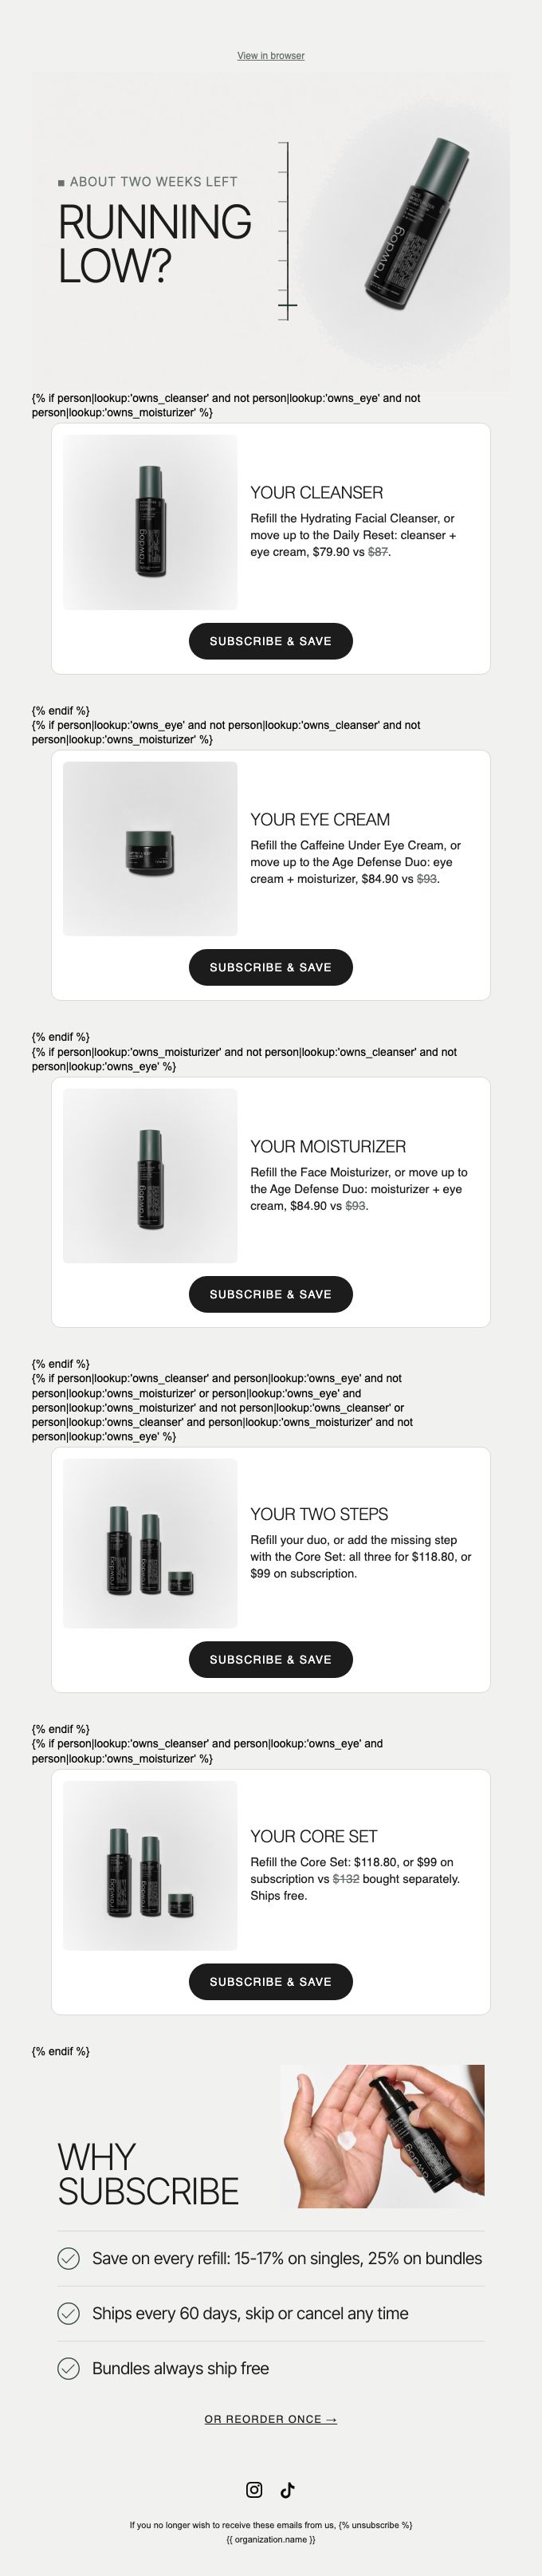 View in browser
ABOUT TWO WEEKS LEFT
RUNNING
LOW?
rawdog
{% if person|lookup:'owns_cleanser' and not person|lookup:'owns_eye' and not
person|lookup:'owns_moisturizer' %}
rawdog
YOUR CLEANSER
Refill the Hydrating Facial Cleanser, or
move up to the Daily Reset: cleanser +
eye cream, $79.90 vs $87.
SUBSCRIBE & SAVE
{% endif %}
{% if person|lookup:'owns_eye' and not person|lookup:'owns_cleanser' and not
person|lookup:'owns_moisturizer' %}
YOUR EYE CREAM
Refill the Caffeine Under Eye Cream, or
move up to the Age Defense Duo: eye
cream + moisturizer, $84.90 vs $93.
SUBSCRIBE & SAVE
{% endif %}
{% if person|lookup:'owns_moisturizer' and not person|lookup:'owns_cleanser' and not
person|lookup:'owns_eye' %}
rawdog
YOUR MOISTURIZER
Refill the Face Moisturizer, or move up to
the Age Defense Duo: moisturizer + eye
cream, $84.90 vs $93.
SUBSCRIBE & SAVE
{% endif %}
{% if person|lookup:'owns_cleanser' and person|lookup:'owns_eye' and not
person|lookup:'owns_moisturizer' or person|lookup:'owns_eye' and
person|lookup:'owns_moisturizer' and not person|lookup:'owns_cleanser' or
person|lookup:'owns_cleanser' and person|lookup:'owns_moisturizer' and not
person|lookup:'owns_eye' %}
rawdog
rawdog
YOUR TWO STEPS
Refill your duo, or add the missing step
with the Core Set: all three for $118.80, or
$99 on subscription.
SUBSCRIBE & SAVE
{% endif %}
{% if person|lookup:'owns_cleanser' and person|lookup:'owns_eye' and
person|lookup:'owns_moisturizer' %}
rawdog
rawdog
YOUR CORE SET
Refill the Core Set: $118.80, or $99 on
subscription vs $132 bought separately.
Ships free.
SUBSCRIBE & SAVE
{% endif %}
rawdog
WHY
SUBSCRIBE
Save on every refill: 15-17% on singles, 25% on bundles
Ships every 60 days, skip or cancel any time
Bundles always ship free
OR REORDER ONCE →
If you no longer wish to receive these emails from us, {% unsubscribe %}
{{ organization.name }}